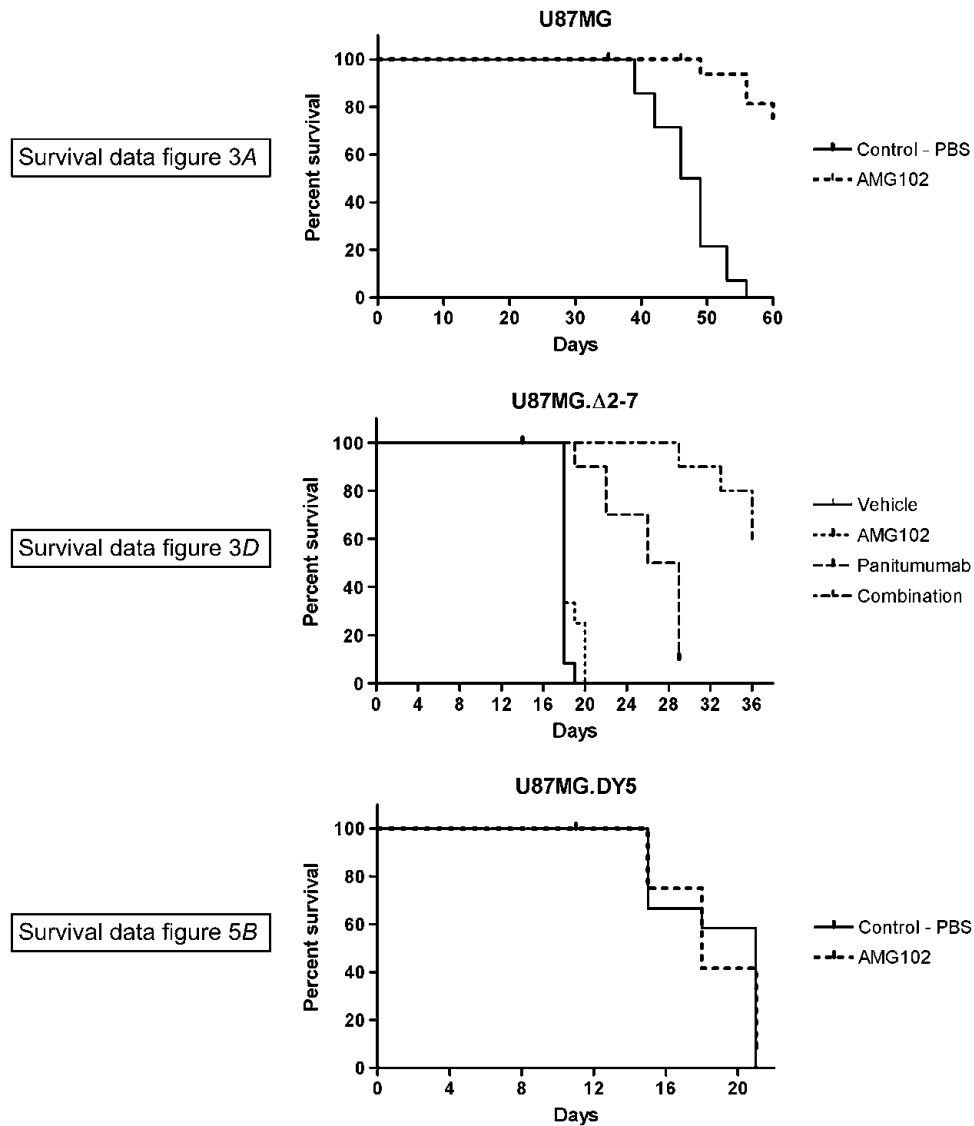 U87MG
Survival data figure 3A
Percent survival
100
80
60
40
20
0
0 10 20 30 40 50 60
Days
Control - PBS
AMG102
U87MG.Δ2-7
Survival data figure 3D
Percent survival
100
80
60
40
20
0
0 4 8 12 16 20 24 28 32 36
Days
Vehicle
AMG102
Panitumumab
Combination
U87MG.DY5
Survival data figure 5B
Percent survival
100
80
60
40
20
0
0 4 8 12 16 20
Days
Control - PBS
AMG102